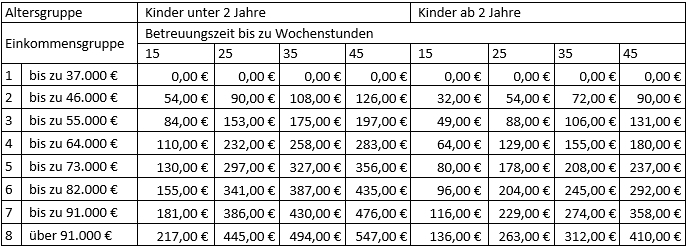 Altersgruppe Kinder unter 2 Jahre Kinder ab 2 Jahre
Einkommensgruppe Betreuungszeit bis zu Wochenstunden
15 25 35 45 15 25 35 45
1 bis zu 37.000 € 0,00 € 0,00 € 0,00 € 0,00 € 0,00 € 0,00 € 0,00 € 0,00 €
2 bis zu 46.000 € 54,00 € 90,00 € 108,00 € 126,00 € 32,00 € 54,00 € 72,00 € 90,00 €
3 bis zu 55.000 € 84,00 € 153,00 € 175,00 € 197,00 € 49,00 € 88,00 € 106,00 € 131,00 €
4 bis zu 64.000 € 110,00 € 232,00 € 258,00 € 283,00 € 64,00 € 129,00 € 155,00 € 180,00 €
5 bis zu 73.000 € 130,00 € 297,00 € 327,00 € 356,00 € 80,00 € 178,00 € 208,00 € 237,00 €
6 bis zu 82.000 € 155,00 € 341,00 € 387,00 € 435,00 € 96,00 € 204,00 € 245,00 € 292,00 €
7 bis zu 91.000 € 181,00 € 386,00 € 430,00 € 476,00 € 116,00 € 229,00 € 274,00 € 358,00 €
8 über 91.000 € 217,00 € 445,00 € 494,00 € 547,00 € 136,00 € 263,00 € 312,00 € 410,00 €